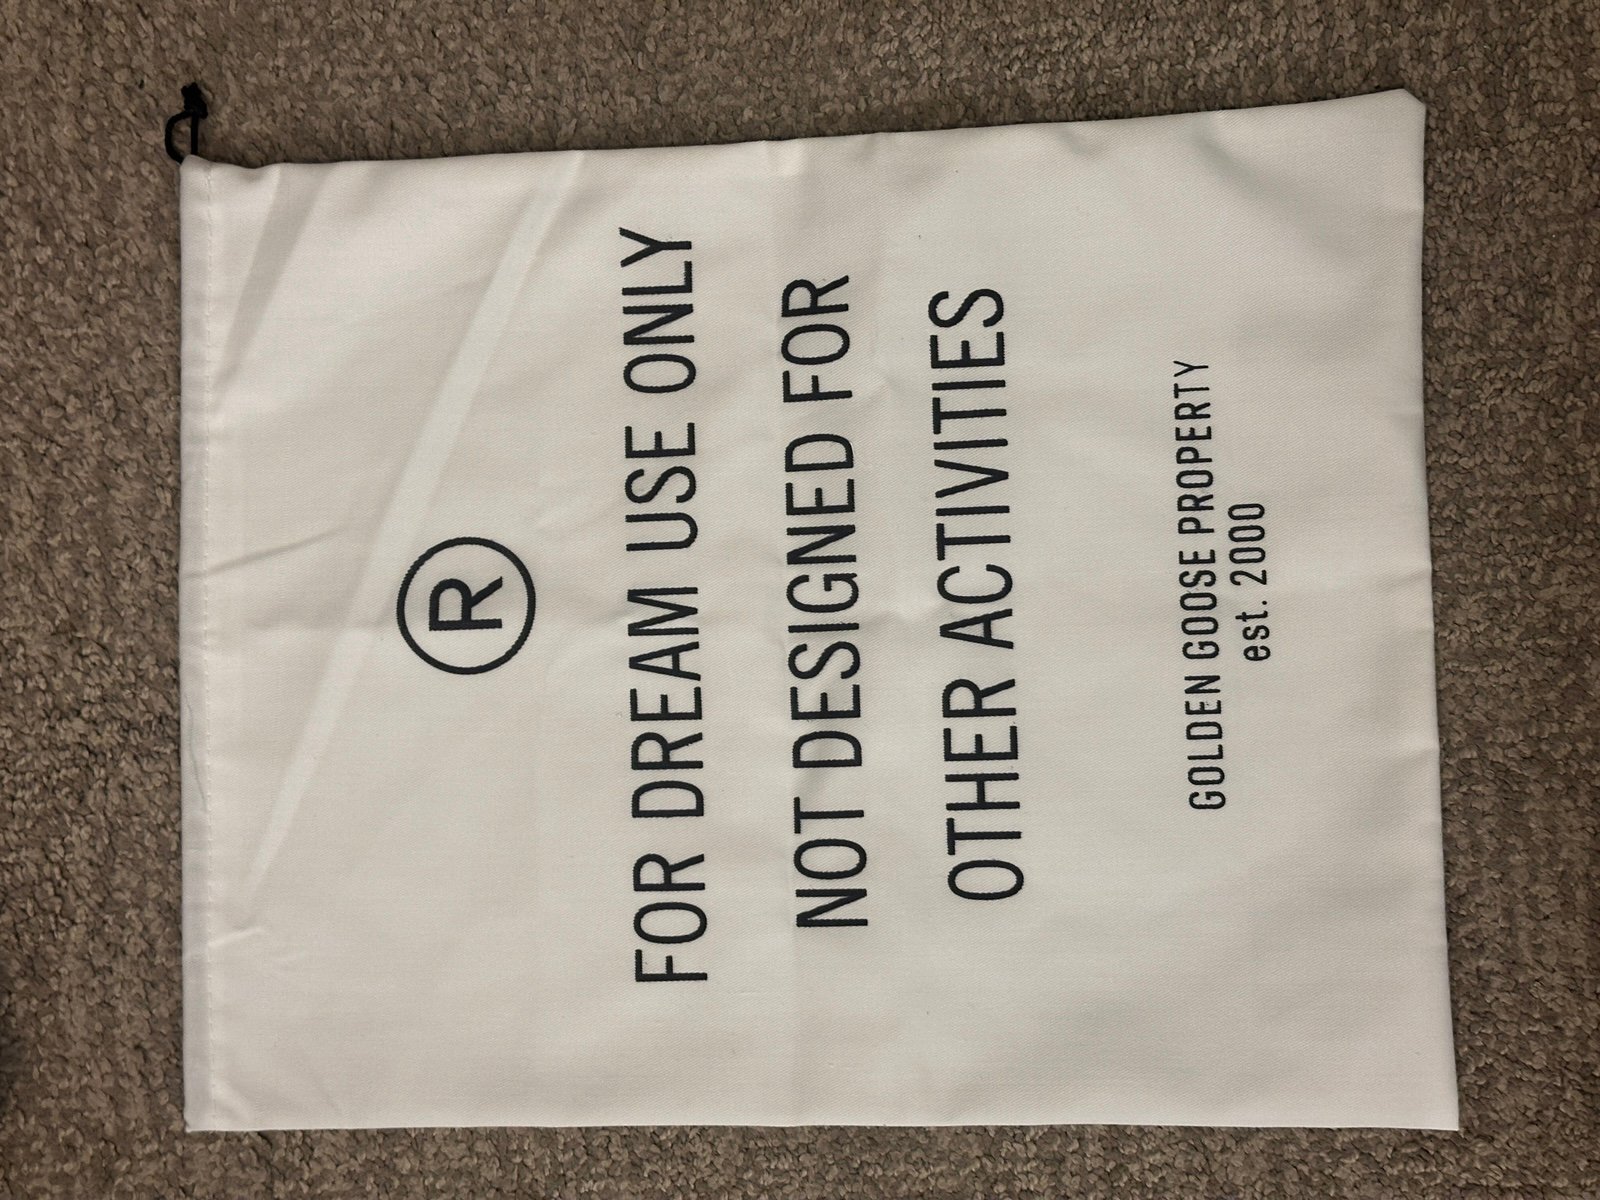 ®
FOR DREAM USE ONLY
NOT DESIGNED FOR
OTHER ACTIVITIES
GOLDEN GOOSE PROPERTY
est. 2000